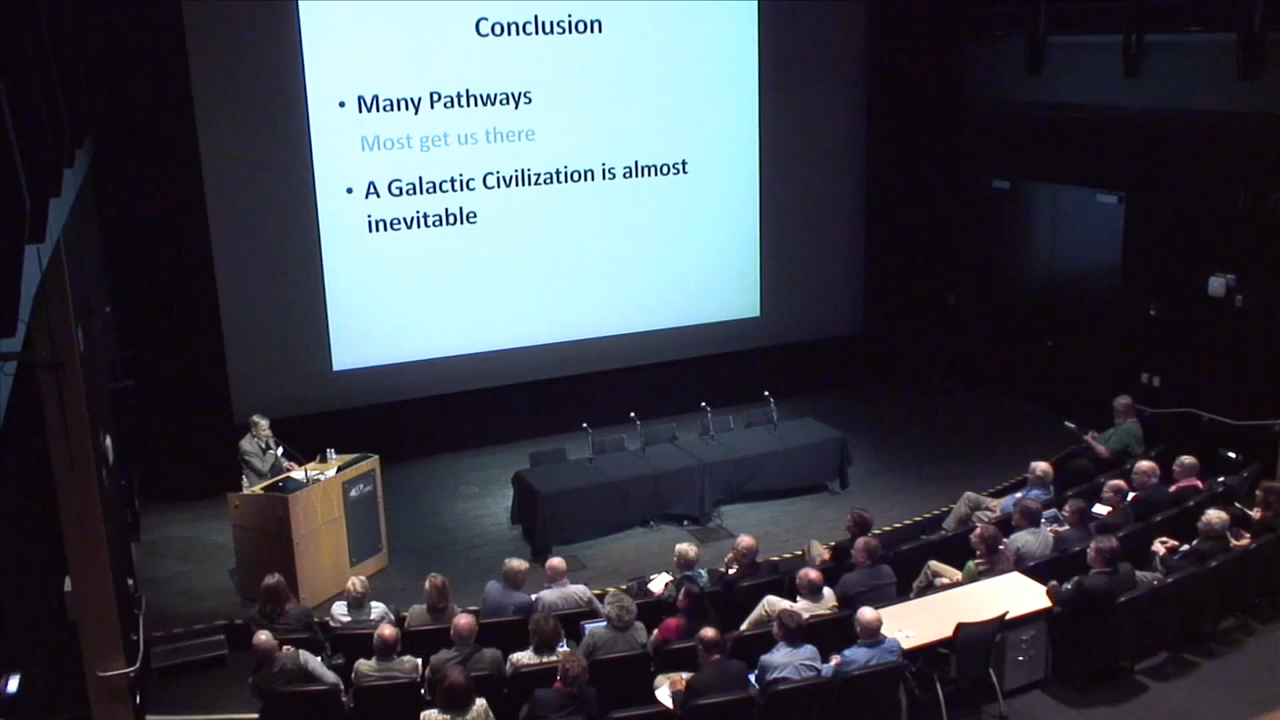 Conclusion
• Many Pathways
Most get us there
• A Galactic Civilization is almost
inevitable